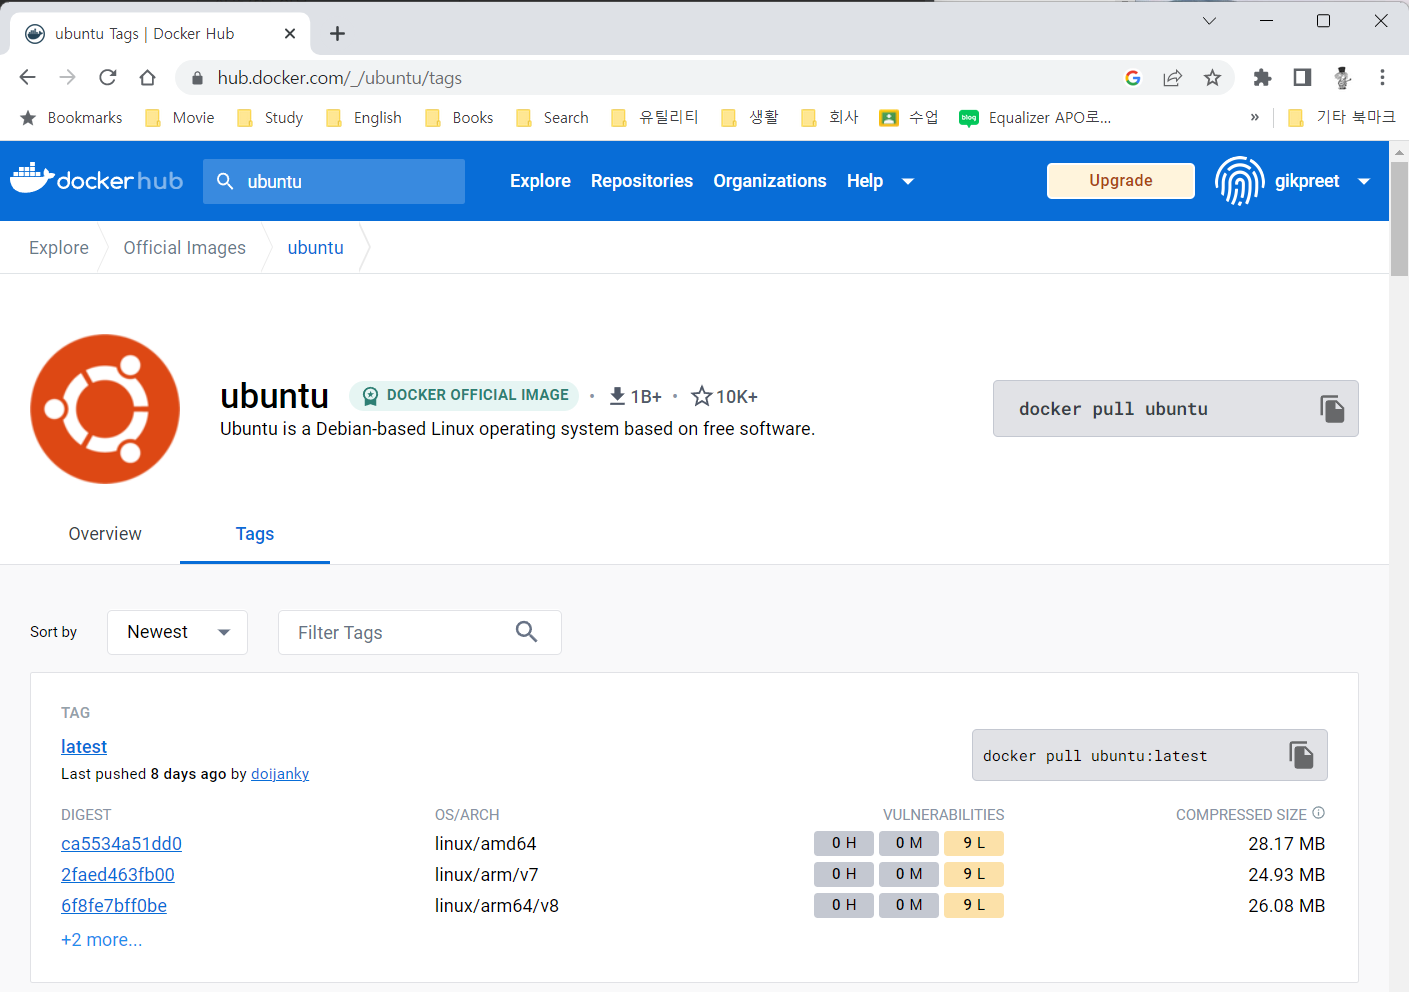 ubuntu Tags | Docker Hub
hub.docker.com/_/ubuntu/tags
Bookmarks Movie Study English Books Search 유틸리티 생활 회사 수업 blog Equalizer APO로... » 기타 북마크
docker hub ubuntu Explore Repositories Organizations Help Upgrade gikpreet
Explore Official Images ubuntu
ubuntu DOCKER OFFICIAL IMAGE • 1B+ • 10K+
Ubuntu is a Debian-based Linux operating system based on free software.
docker pull ubuntu
Overview Tags
Sort by Newest Filter Tags
TAG
latest
Last pushed 8 days ago by doijanky
docker pull ubuntu:latest
DIGEST OS/ARCH VULNERABILITIES COMPRESSED SIZE
ca5534a51dd0 linux/amd64 0 H 0 M 9 L 28.17 MB
2faed463fb00 linux/arm/v7 0 H 0 M 9 L 24.93 MB
6f8fe7bff0be linux/arm64/v8 0 H 0 M 9 L 26.08 MB
+2 more...